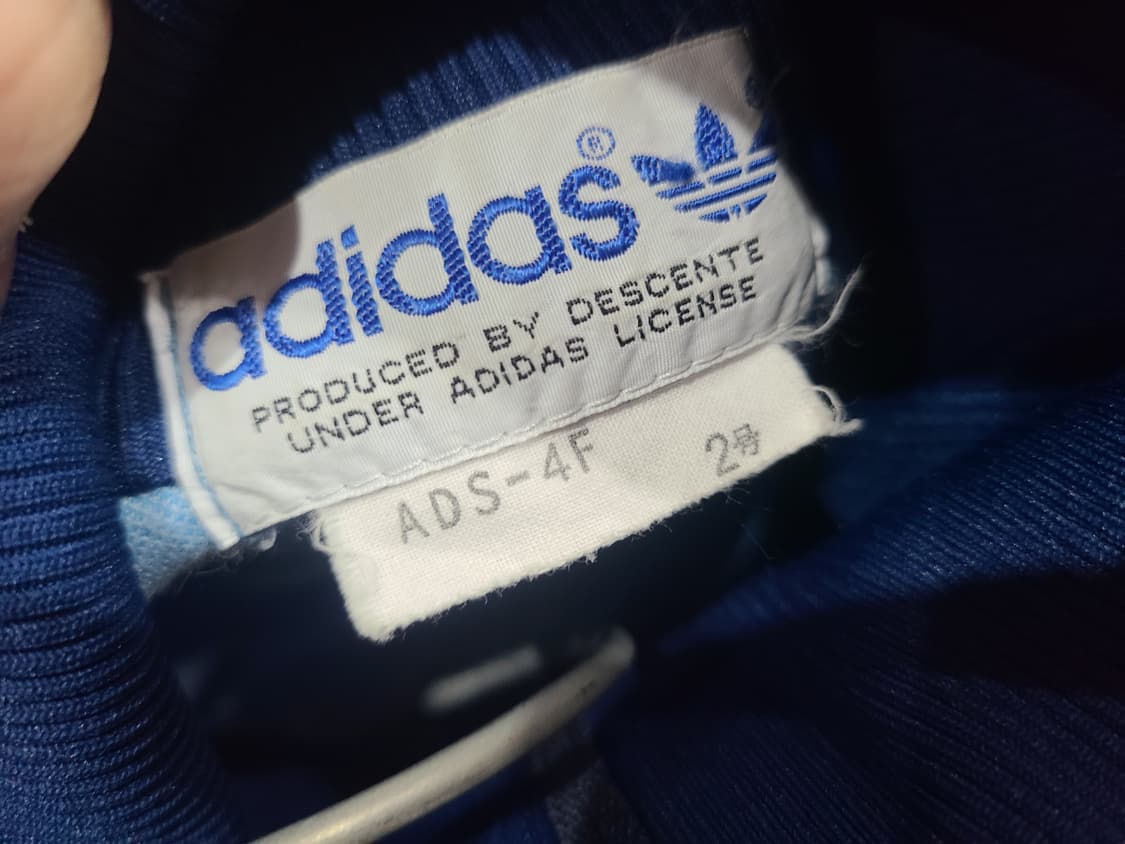 adidas®
PRODUCED BY DESCENTE
UNDER ADIDAS LICENSE
ADS-4F 2号